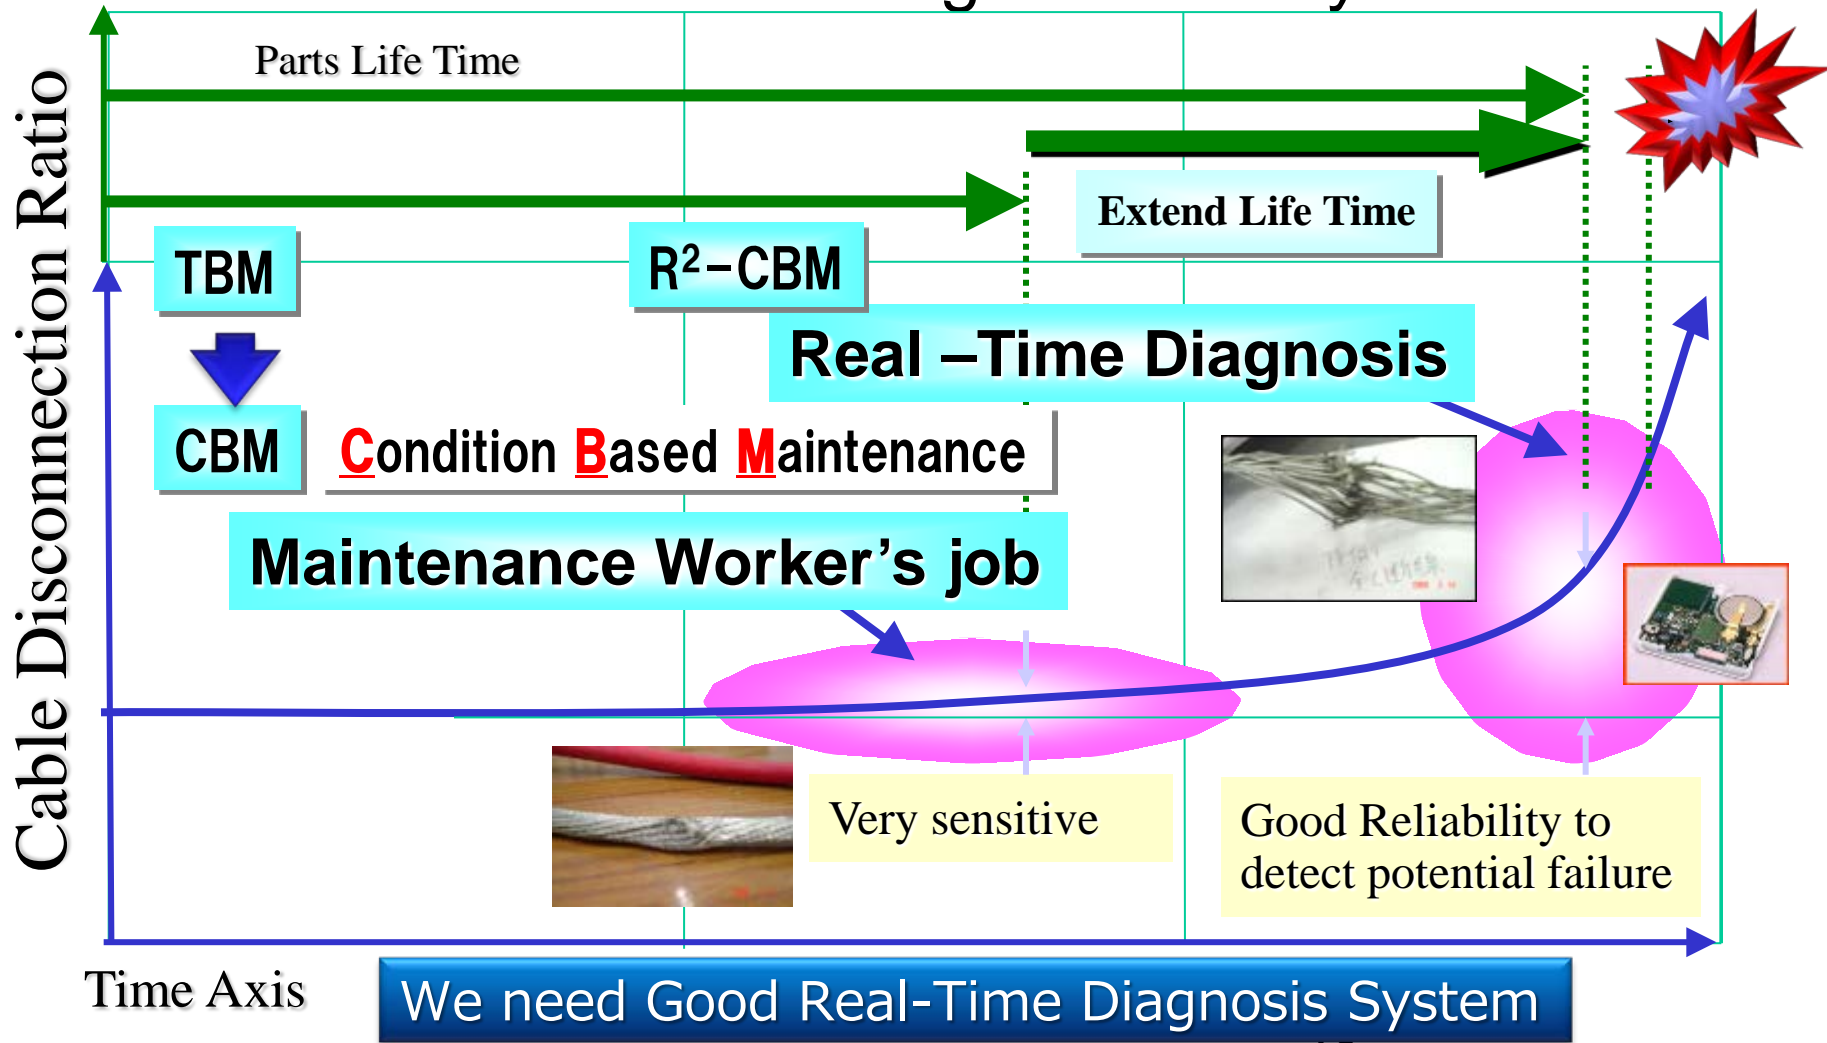 Parts Life Time
Extend Life Time
TBM
R²-CBM
Real –Time Diagnosis
CBM
Condition Based Maintenance
Maintenance Worker's job
Very sensitive
Good Reliability to
detect potential failure
Cable Disconnection Ratio
Time Axis
We need Good Real-Time Diagnosis System